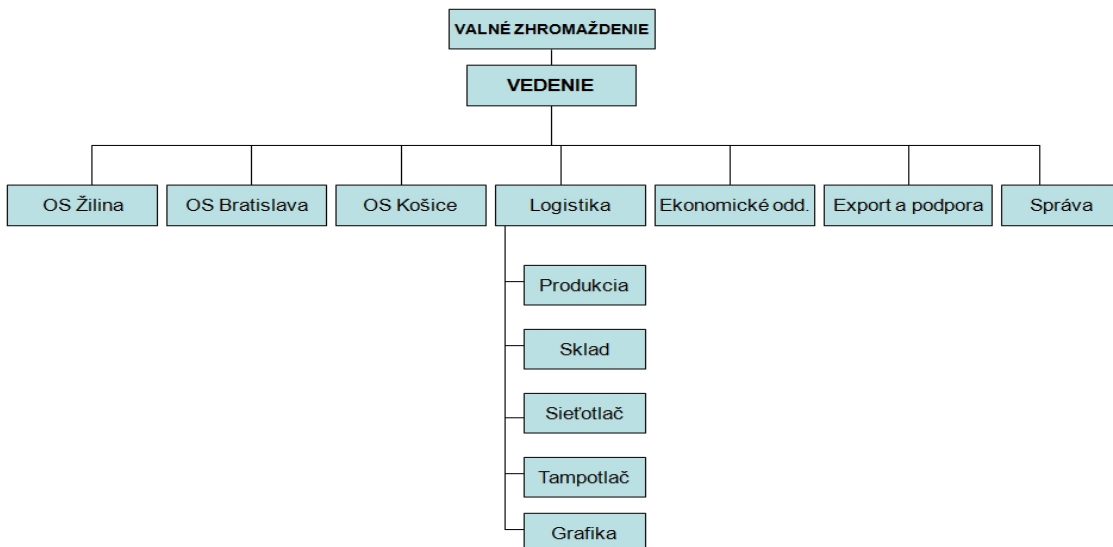 VALNÉ ZHROMAŽDENIE
VEDENIE
OS Žilina
OS Bratislava
OS Košice
Logistika
Ekonomické odd.
Export a podpora
Správa
Produkcia
Sklad
Sieťotlač
Tampotlač
Grafika